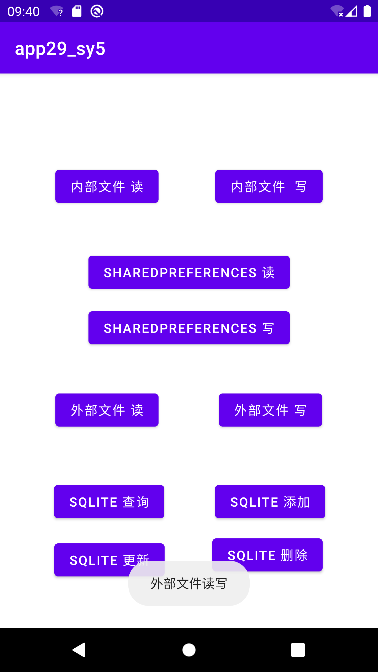 09:40
app29_sy5
内部文件 读
内部文件 写
SHAREDPREFERENCES 读
SHAREDPREFERENCES 写
外部文件 读
外部文件 写
SQLITE 查询
SQLITE 添加
SQLITE 更新
SQLITE 删除
外部文件读写